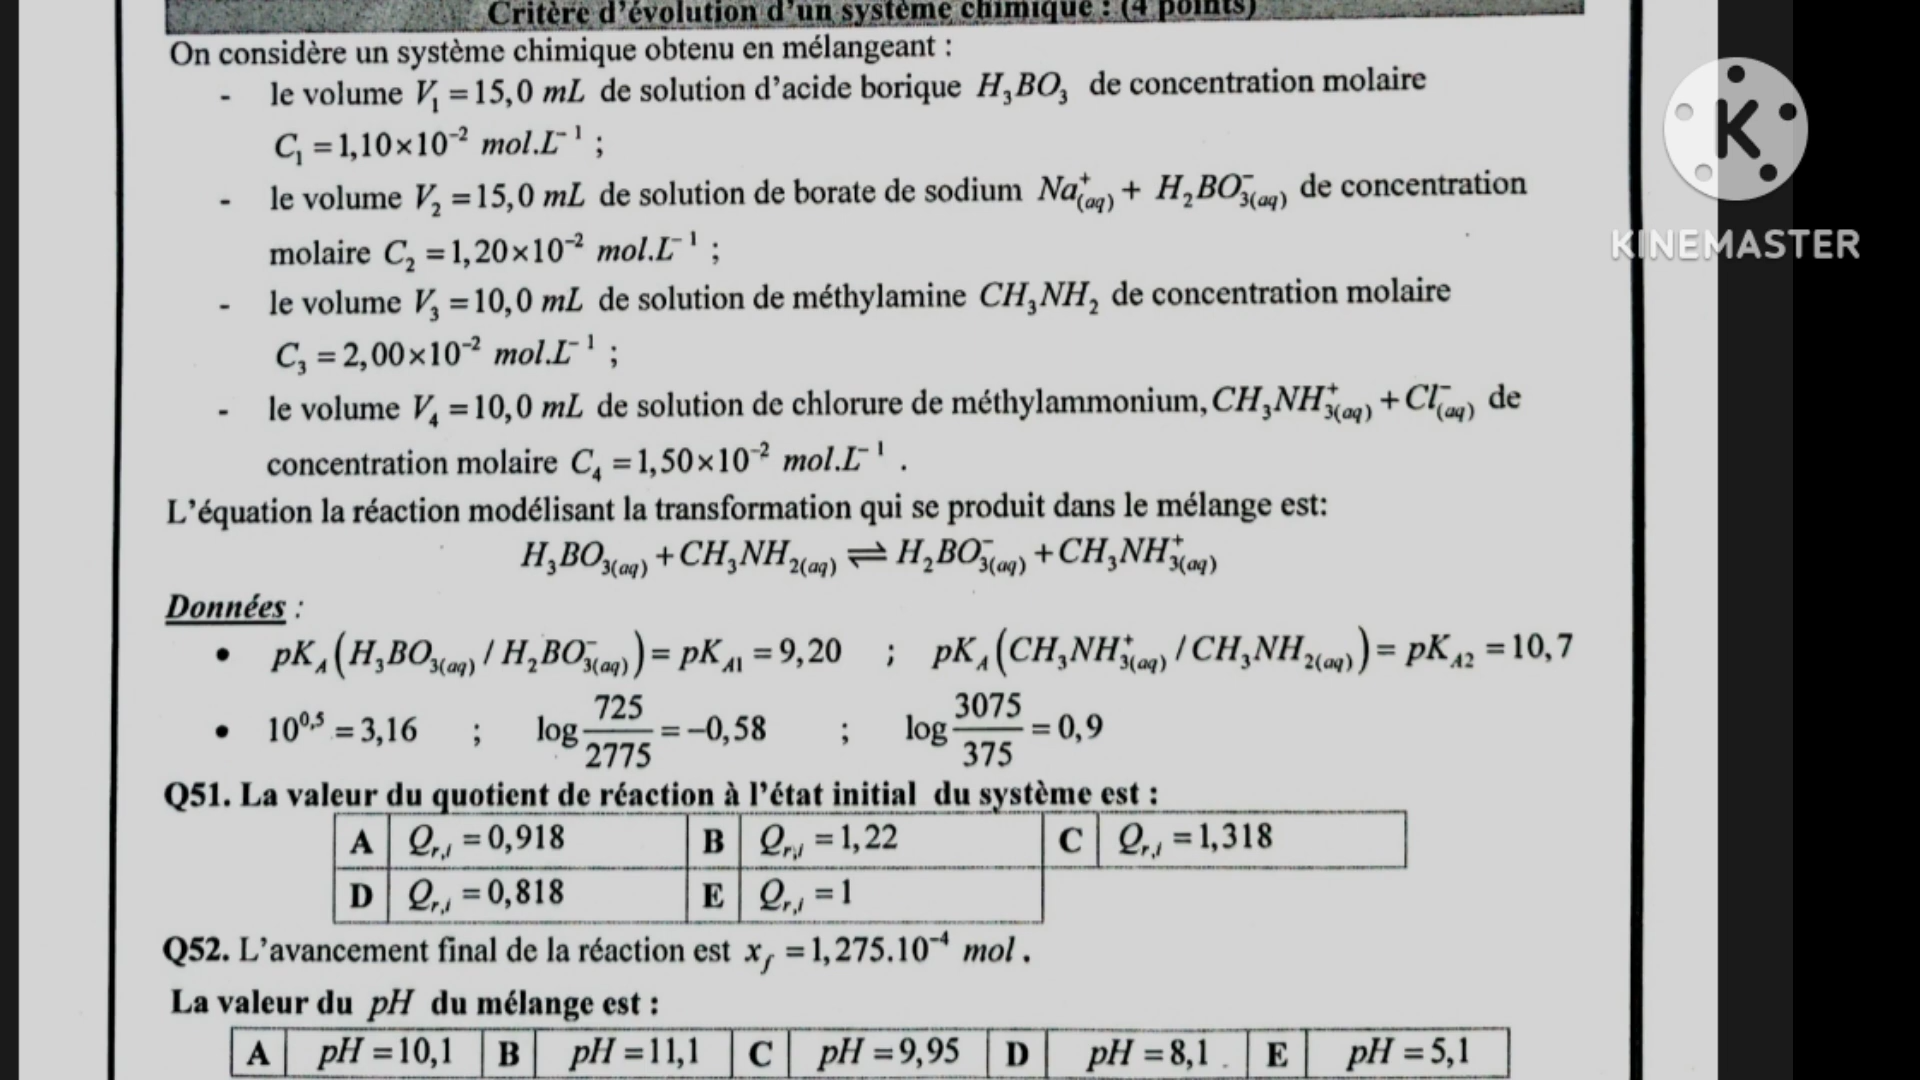 Critère d'évolution d'un système chimique : (4 points)
On considère un système chimique obtenu en mélangeant :
- le volume V₁ = 15,0 mL de solution d'acide borique H₃BO₃ de concentration molaire
C₁ = 1,10×10⁻² mol.L⁻¹ ;
- le volume V₂ = 15,0 mL de solution de borate de sodium Na⁺(aq) + H₂BO₃⁻(aq) de concentration
molaire C₂ = 1,20×10⁻² mol.L⁻¹ ;
- le volume V₃ = 10,0 mL de solution de méthylamine CH₃NH₂ de concentration molaire
C₃ = 2,00×10⁻² mol.L⁻¹ ;
- le volume V₄ = 10,0 mL de solution de chlorure de méthylammonium, CH₃NH₃⁺(aq) + Cl⁻(aq) de
concentration molaire C₄ = 1,50×10⁻² mol.L⁻¹ .
L'équation la réaction modélisant la transformation qui se produit dans le mélange est:
H₃BO₃(aq) + CH₃NH₂(aq) ⇌ H₂BO₃⁻(aq) + CH₃NH₃⁺(aq)
Données :
• pK_A(H₃BO₃(aq) / H₂BO₃⁻(aq)) = pK_A1 = 9,20 ; pK_A(CH₃NH₃⁺(aq) / CH₃NH₂(aq)) = pK_A2 = 10,7
• 10^0,5 = 3,16 ; log 725/2775 = −0,58 ; log 3075/375 = 0,9
Q51. La valeur du quotient de réaction à l'état initial du système est :
A Q_r,i = 0,918 B Q_r,i = 1,22 C Q_r,i = 1,318
D Q_r,i = 0,818 E Q_r,i = 1
Q52. L'avancement final de la réaction est x_f = 1,275.10⁻⁴ mol .
La valeur du pH du mélange est :
A pH = 10,1 B pH = 11,1 C pH = 9,95 D pH = 8,1 . E pH = 5,1
K
KINEMASTER